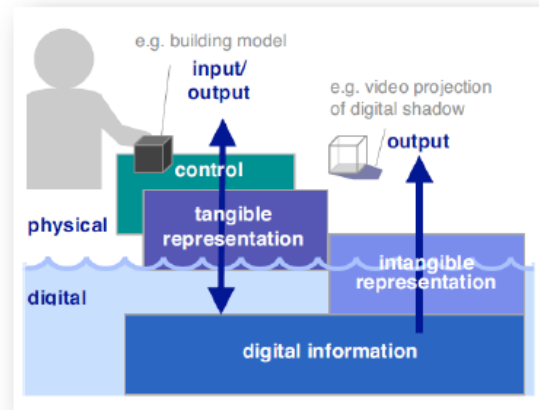 e.g. building model
input/
output
e.g. video projection
of digital shadow
output
control
tangible
representation
physical
intangible
representation
digital
digital information